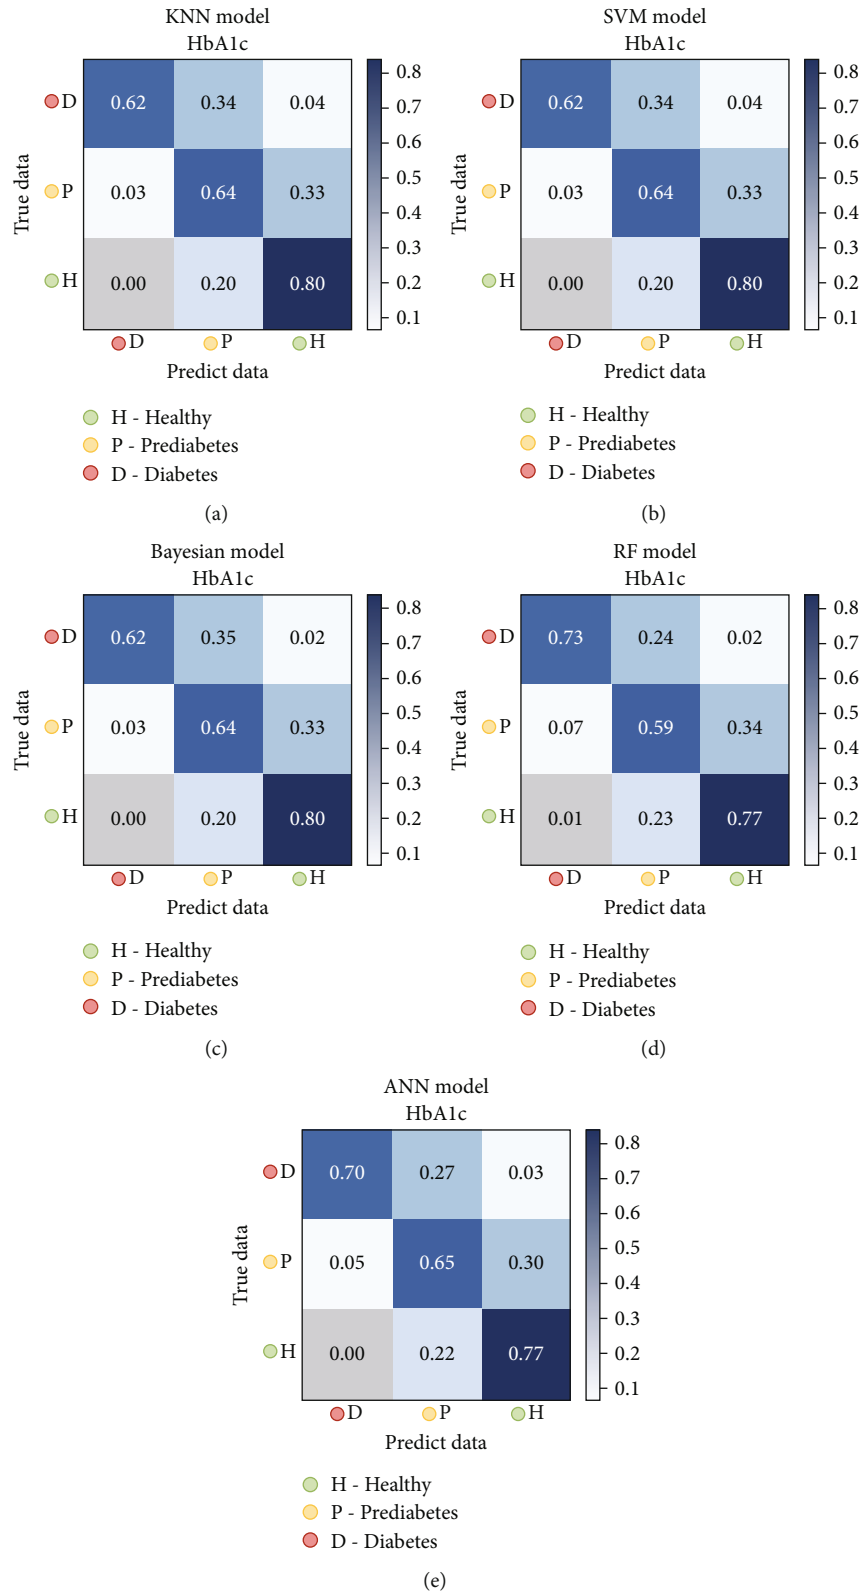 KNN model
HbA1c
True data
D
0.62 0.34 0.04
P
0.03 0.64 0.33
H
0.00 0.20 0.80
D P H
Predict data
0.8
0.7
0.6
0.5
0.4
0.3
0.2
0.1
H - Healthy
P - Prediabetes
D - Diabetes
(a)
SVM model
HbA1c
True data
D
0.62 0.34 0.04
P
0.03 0.64 0.33
H
0.00 0.20 0.80
D P H
Predict data
0.8
0.7
0.6
0.5
0.4
0.3
0.2
0.1
H - Healthy
P - Prediabetes
D - Diabetes
(b)
Bayesian model
HbA1c
True data
D
0.62 0.35 0.02
P
0.03 0.64 0.33
H
0.00 0.20 0.80
D P H
Predict data
0.8
0.7
0.6
0.5
0.4
0.3
0.2
0.1
H - Healthy
P - Prediabetes
D - Diabetes
(c)
RF model
HbA1c
True data
D
0.73 0.24 0.02
P
0.07 0.59 0.34
H
0.01 0.23 0.77
D P H
Predict data
0.8
0.7
0.6
0.5
0.4
0.3
0.2
0.1
H - Healthy
P - Prediabetes
D - Diabetes
(d)
ANN model
HbA1c
True data
D
0.70 0.27 0.03
P
0.05 0.65 0.30
H
0.00 0.22 0.77
D P H
Predict data
0.8
0.7
0.6
0.5
0.4
0.3
0.2
0.1
H - Healthy
P - Prediabetes
D - Diabetes
(e)